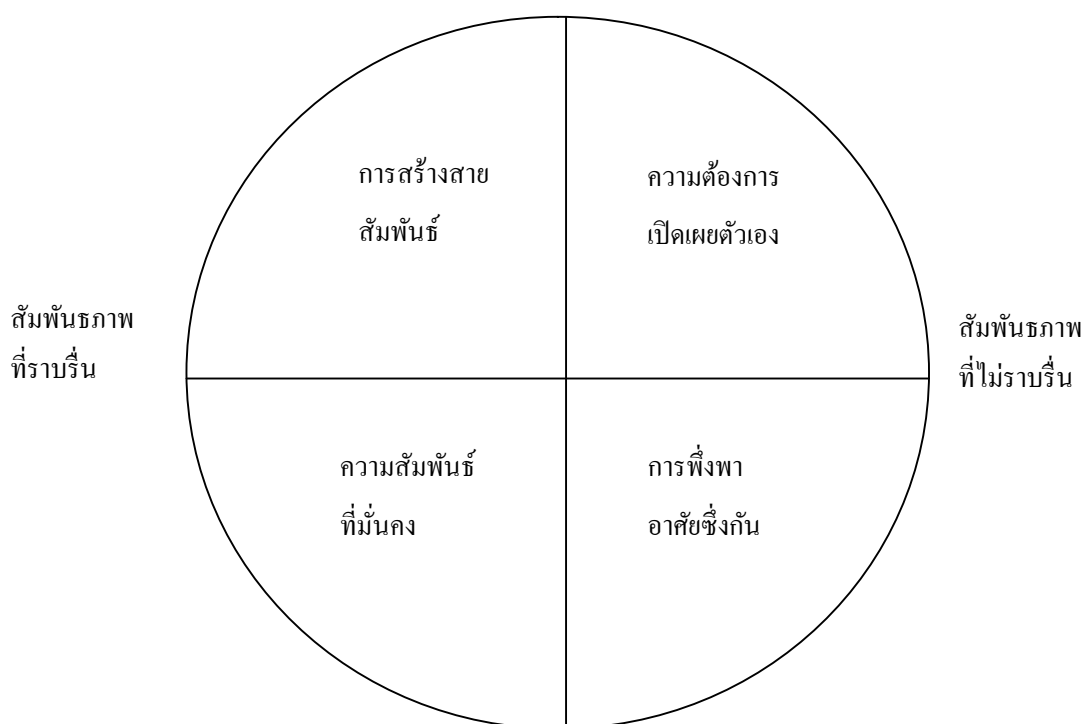 การสร้างสาย
สัมพันธ์
ความต้องการ
เปิดเผยตัวเอง
สัมพันธภาพ
ที่ราบรื่น
สัมพันธภาพ
ที่ไม่ราบรื่น
ความสัมพันธ์
ที่มั่นคง
การพึ่งพา
อาศัยซึ่งกัน